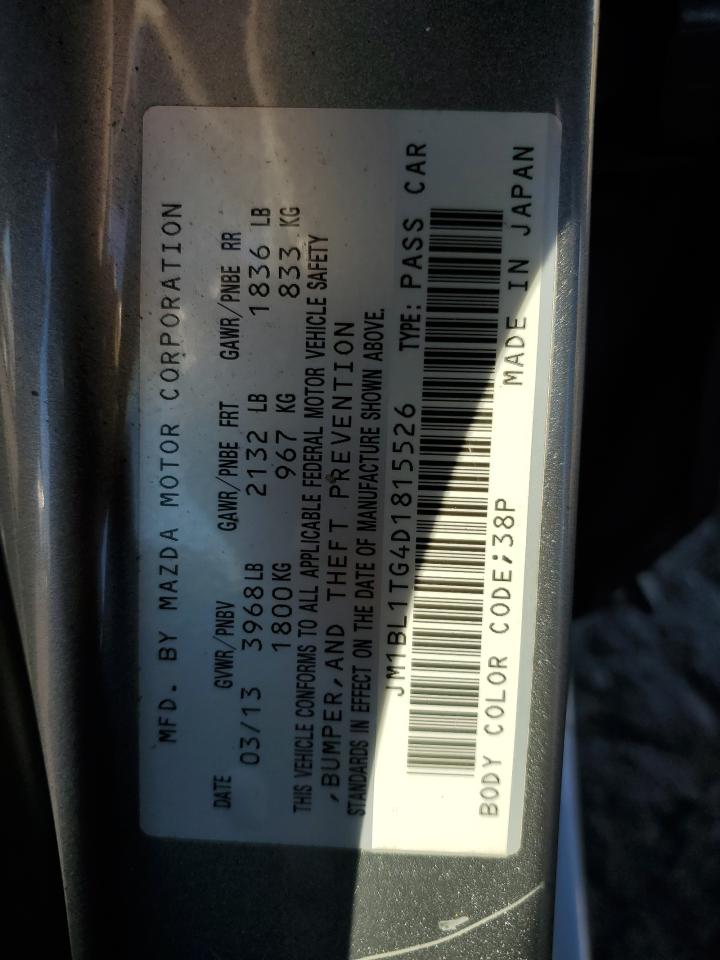 MFD. BY MAZDA MOTOR CORPORATION
DATE GVWR/PNBV GAWR/PNBE FRT GAWR/PNBE RR
03/13 3968LB 2132 LB 1836 LB
1800KG 967 KG 833 KG
THIS VEHICLE CONFORMS TO ALL APPLICABLE FEDERAL MOTOR VEHICLE SAFETY
,BUMPER,AND THEFT PREVENTION
STANDARDS IN EFFECT ON THE DATE OF MANUFACTURE SHOWN ABOVE.
JM1BL1TG4D1815526 TYPE: PASS CAR
BODY COLOR CODE;38P MADE IN JAPAN